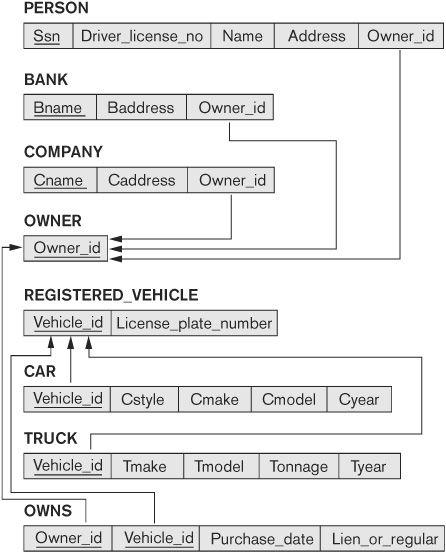 PERSON
Ssn Driver_license_no Name Address Owner_id
BANK
Bname Baddress Owner_id
COMPANY
Cname Caddress Owner_id
OWNER
Owner_id
REGISTERED_VEHICLE
Vehicle_id License_plate_number
CAR
Vehicle_id Cstyle Cmake Cmodel Cyear
TRUCK
Vehicle_id Tmake Tmodel Tonnage Tyear
OWNS
Owner_id Vehicle_id Purchase_date Lien_or_regular